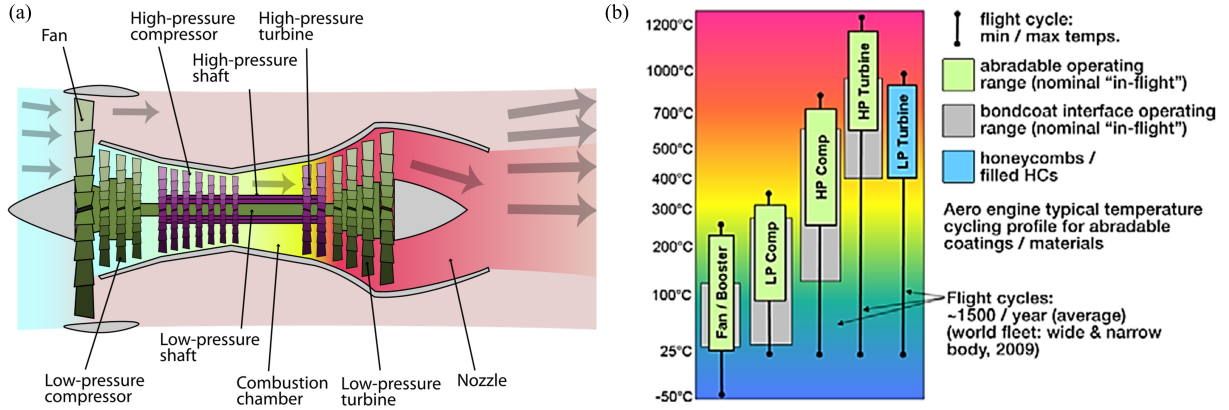 (a)
Fan
High-pressure
compressor
High-pressure
turbine
High-pressure
shaft
Low-pressure
compressor
Low-pressure
shaft
Combustion
chamber
Low-pressure
turbine
Nozzle
(b)
1200°C
1000°C
700°C
500°C
400°C
300°C
200°C
100°C
25°C
-50°C
Fan / Booster
LP Comp
HP Comp
HP Turbine
LP Turbine
flight cycle:
min / max temps.
abradable operating
range (nominal “in-flight”)
bondcoat interface operating
range (nominal “in-flight”)
honeycombs /
filled HCs
Aero engine typical temperature
cycling profile for abradable
coatings / materials
Flight cycles:
~1500 / year (average)
(world fleet: wide & narrow
body, 2009)